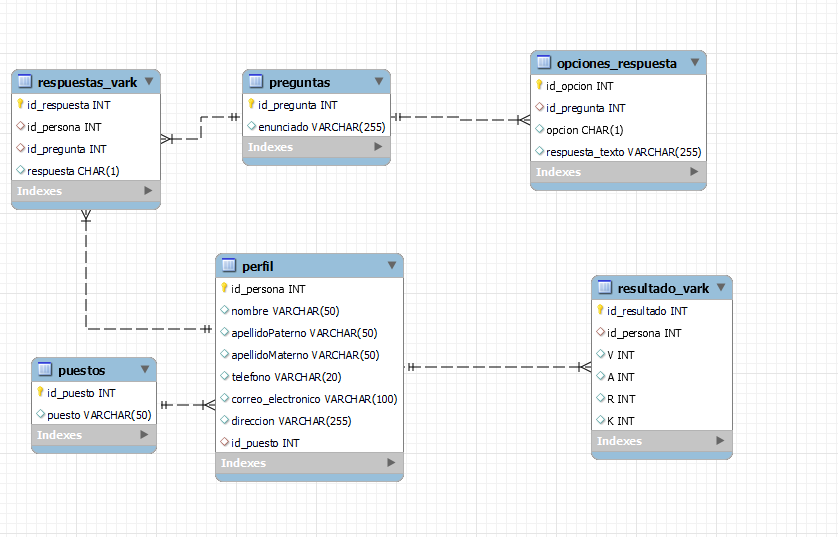 respuestas_vark
id_respuesta INT
id_persona INT
id_pregunta INT
respuesta CHAR(1)
Indexes
preguntas
id_pregunta INT
enunciado VARCHAR(255)
Indexes
opciones_respuesta
id_opcion INT
id_pregunta INT
opcion CHAR(1)
respuesta_texto VARCHAR(255)
Indexes
perfil
id_persona INT
nombre VARCHAR(50)
apellidoPaterno VARCHAR(50)
apellidoMaterno VARCHAR(50)
telefono VARCHAR(20)
correo_electronico VARCHAR(100)
direccion VARCHAR(255)
id_puesto INT
Indexes
resultado_vark
id_resultado INT
id_persona INT
V INT
A INT
R INT
K INT
Indexes
puestos
id_puesto INT
puesto VARCHAR(50)
Indexes